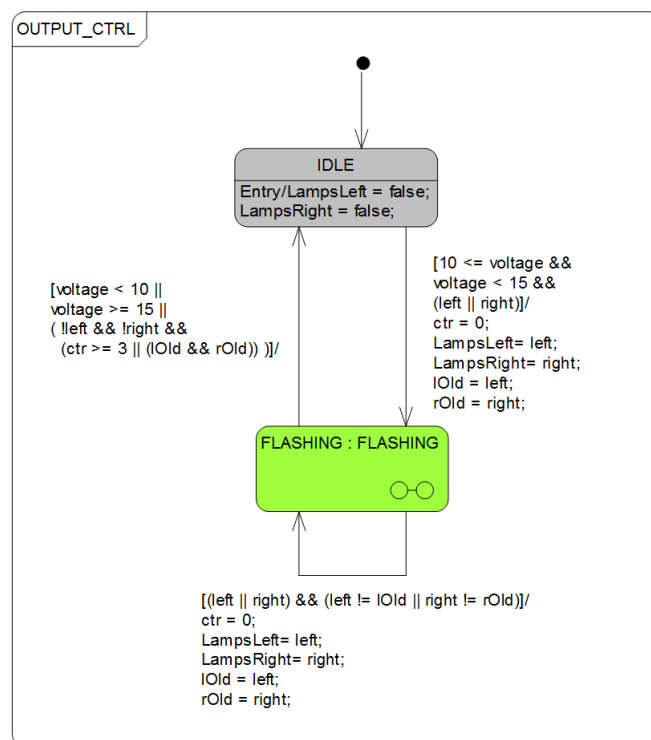 OUTPUT_CTRL
IDLE
Entry/LampsLeft = false;
LampsRight = false;
[voltage < 10 ||
voltage >= 15 ||
( !left && !right &&
(ctr >= 3 || (lOld && rOld)) )]/
[10 <= voltage &&
voltage < 15 &&
(left || right)]/
ctr = 0;
LampsLeft= left;
LampsRight= right;
lOld = left;
rOld = right;
FLASHING : FLASHING
[(left || right) && (left != lOld || right != rOld)]/
ctr = 0;
LampsLeft= left;
LampsRight= right;
lOld = left;
rOld = right;